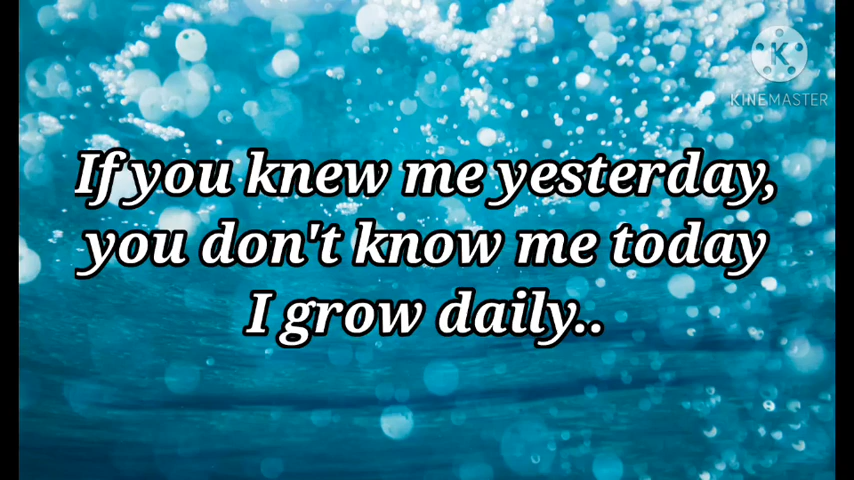 K
KINEMASTER
If you knew me yesterday,
you don't know me today
I grow daily..